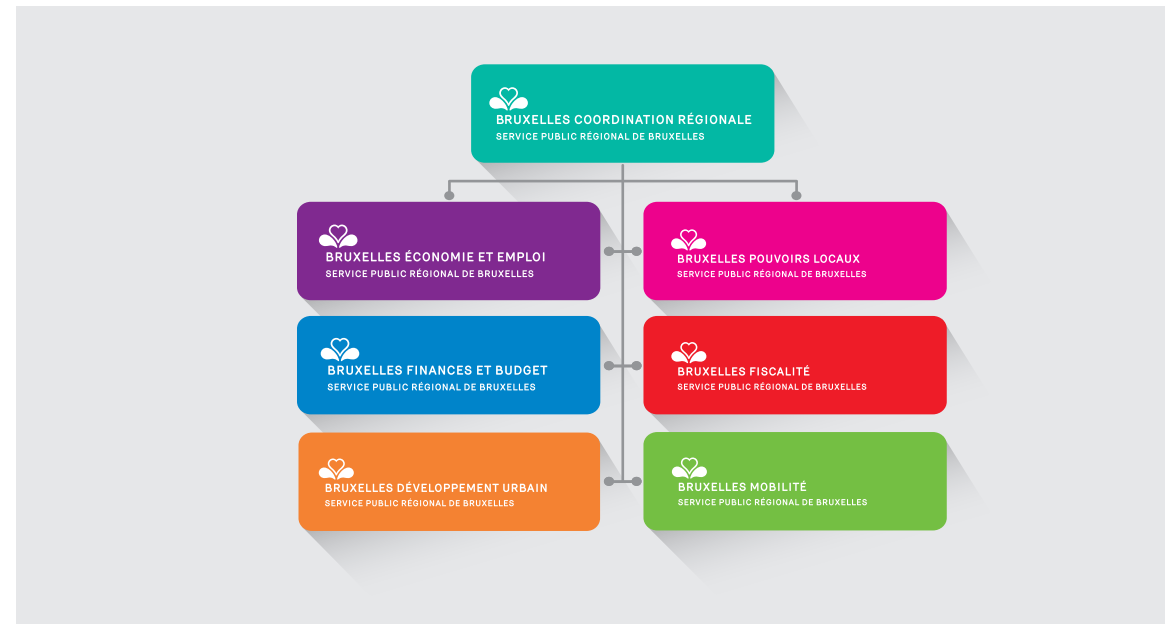 BRUXELLES COORDINATION RÉGIONALE
SERVICE PUBLIC RÉGIONAL DE BRUXELLES
BRUXELLES ÉCONOMIE ET EMPLOI
SERVICE PUBLIC RÉGIONAL DE BRUXELLES
BRUXELLES POUVOIRS LOCAUX
SERVICE PUBLIC RÉGIONAL DE BRUXELLES
BRUXELLES FINANCES ET BUDGET
SERVICE PUBLIC RÉGIONAL DE BRUXELLES
BRUXELLES FISCALITÉ
SERVICE PUBLIC RÉGIONAL DE BRUXELLES
BRUXELLES DÉVELOPPEMENT URBAIN
SERVICE PUBLIC RÉGIONAL DE BRUXELLES
BRUXELLES MOBILITÉ
SERVICE PUBLIC RÉGIONAL DE BRUXELLES